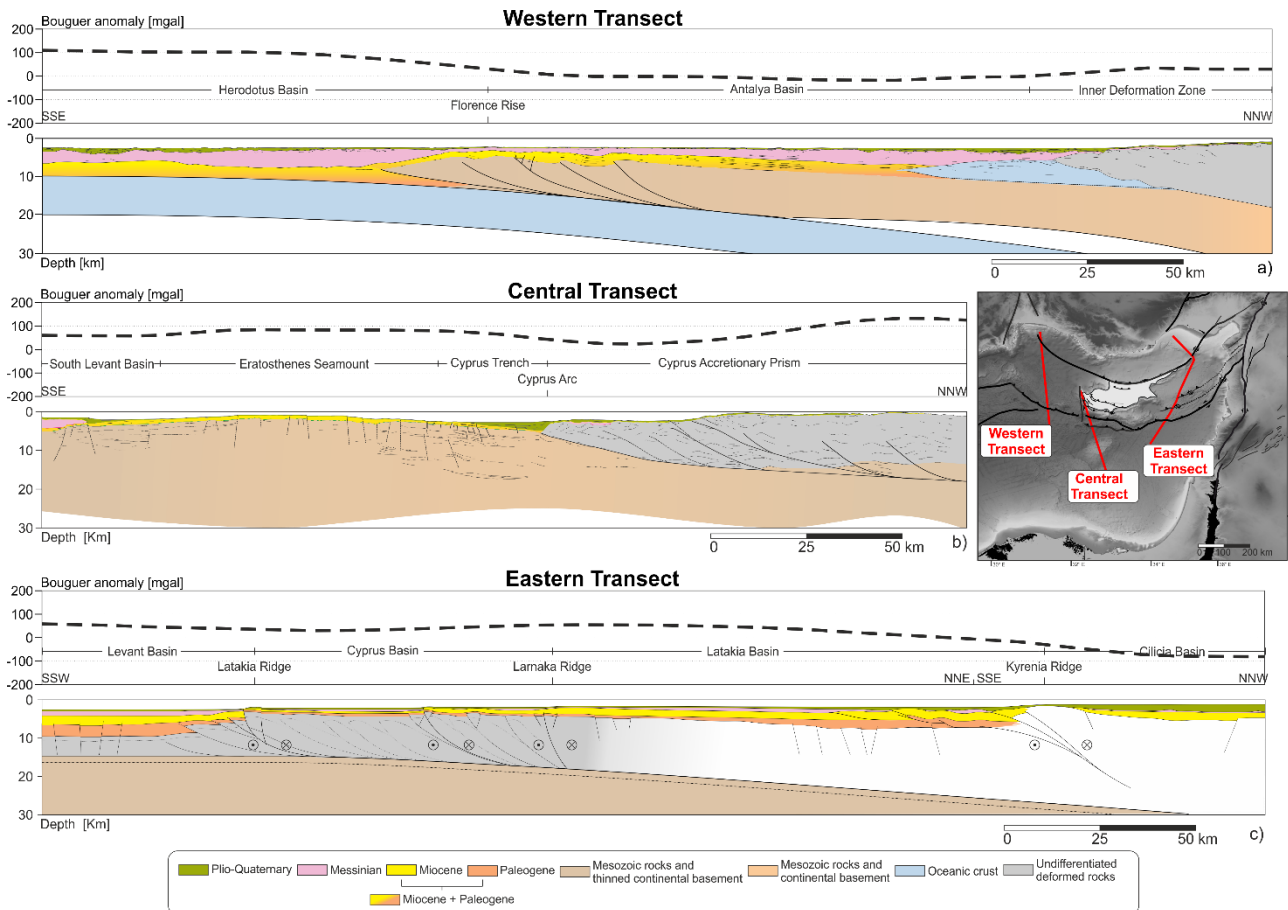 Western Transect
Bouguer anomaly [mgal]
200
100
0
-100
-200
Herodotus Basin
Antalya Basin
Inner Deformation Zone
Florence Rise
SSE
NNW
0
10
20
30
Depth [km]
0 25 50 km
a)
Central Transect
Bouguer anomaly [mgal]
200
100
0
-100
-200
South Levant Basin
Eratosthenes Seamount
Cyprus Trench
Cyprus Accretionary Prism
Cyprus Arc
SSE
NNW
0
10
20
30
Depth [Km]
0 25 50 km
b)
Western
Transect
Central
Transect
Eastern
Transect
200 km
Eastern Transect
Bouguer anomaly [mgal]
200
100
0
-100
-200
Levant Basin
Cyprus Basin
Latakia Basin
Cilicia Basin
Latakia Ridge
Larnaka Ridge
Kyrenia Ridge
SSW
NNE SSE
NNW
0
10
20
30
Depth [Km]
0 25 50 km
c)
Plio-Quaternary
Messinian
Miocene
Paleogene
Mesozoic rocks and
thinned continental basement
Mesozoic rocks and
continental basement
Oceanic crust
Undifferentiated
deformed rocks
Miocene + Paleogene